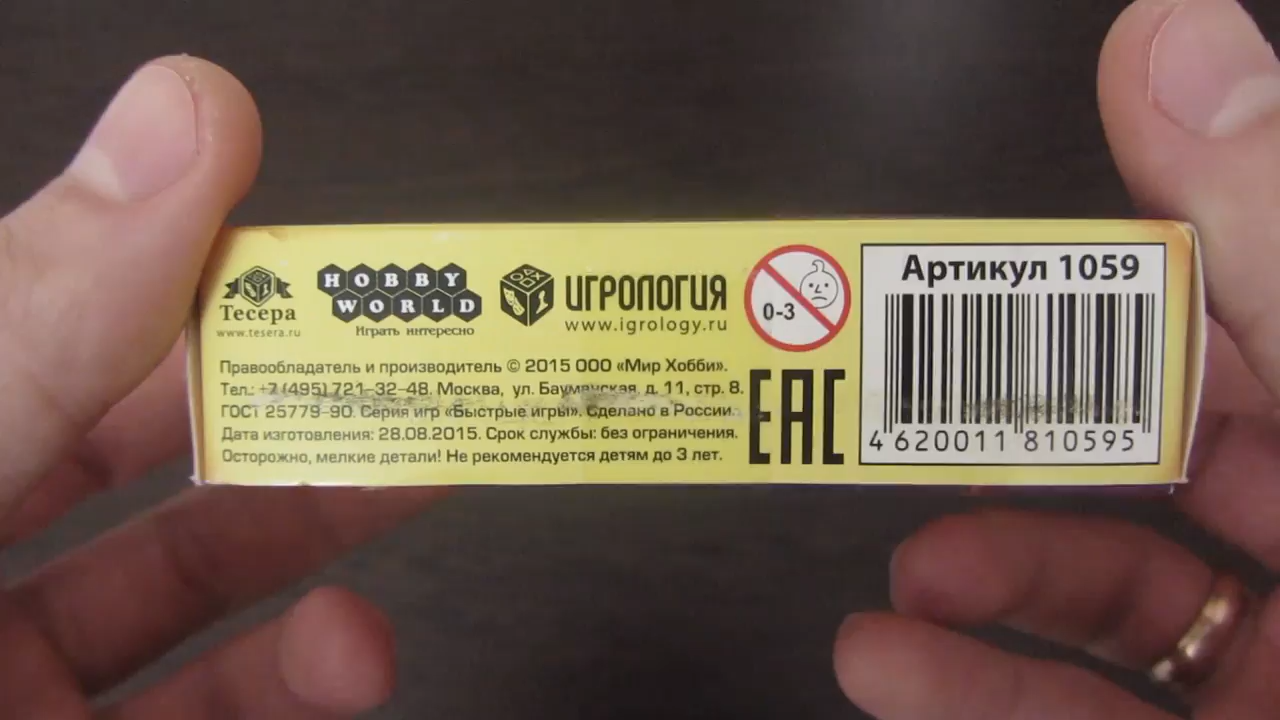 Тесера
www.tesera.ru
HOBBY
WORLD
Играть интересно
ИГРОЛОГИЯ
www.igrology.ru
0-3
Артикул 1059
Правообладатель и производитель © 2015 ООО «Мир Хобби».
Тел.: +7 (495) 721-32-48. Москва, ул. Бауманская, д. 11, стр. 8.
ГОСТ 25779-90. Серия игр «Быстрые игры». Сделано в России.
Дата изготовления: 28.08.2015. Срок службы: без ограничения.
Осторожно, мелкие детали! Не рекомендуется детям до 3 лет.
EAC
4 620011 810595